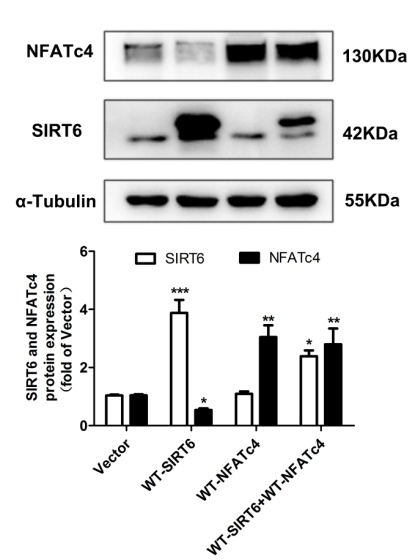 NFATc4
130KDa
SIRT6
42KDa
α-Tubulin
55KDa
SIRT6 and NFATc4
protein expression
(fold of Vector)
6
4
2
0
SIRT6
NFATc4
***
*
**
*
**
Vector
WT-SIRT6
WT-NFATc4
WT-SIRT6+WT-NFATc4